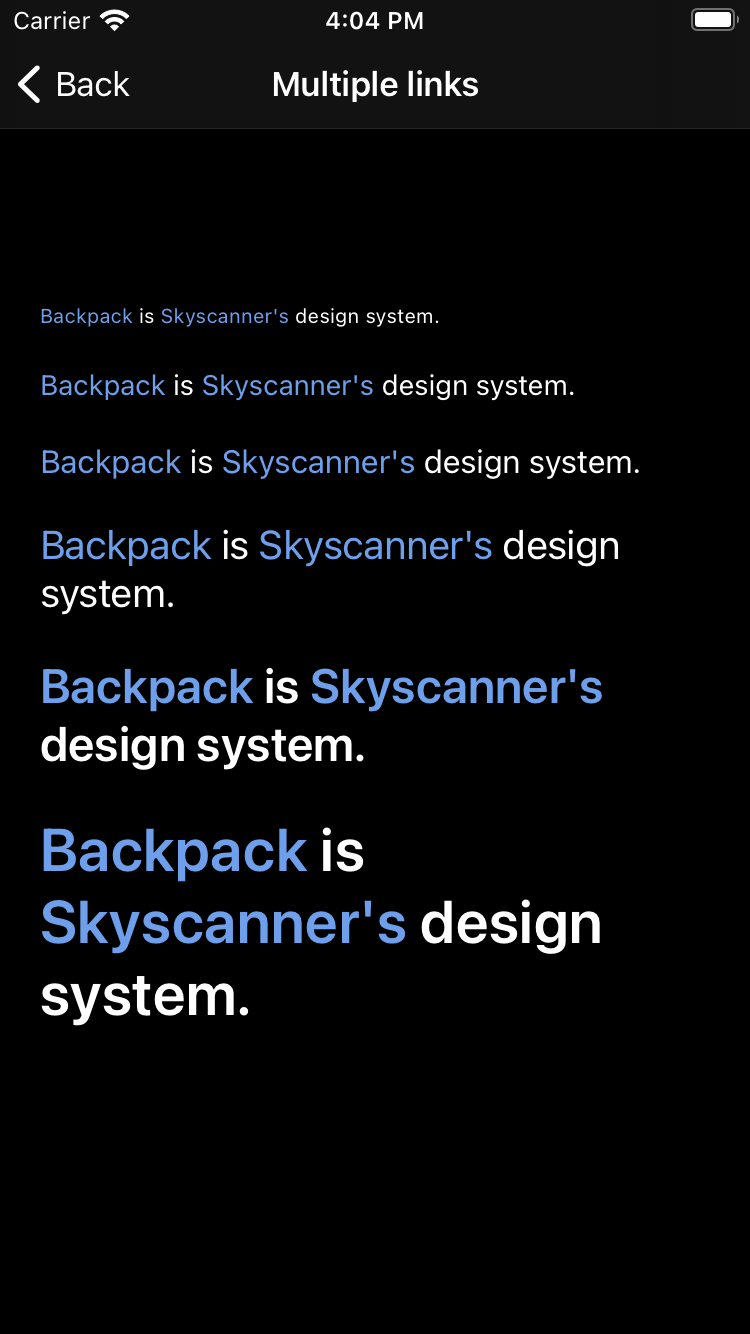 Carrier 4:04 PM
Back Multiple links
Backpack is Skyscanner's design system.
Backpack is Skyscanner's design system.
Backpack is Skyscanner's design system.
Backpack is Skyscanner's design
system.
Backpack is Skyscanner's
design system.
Backpack is
Skyscanner's design
system.